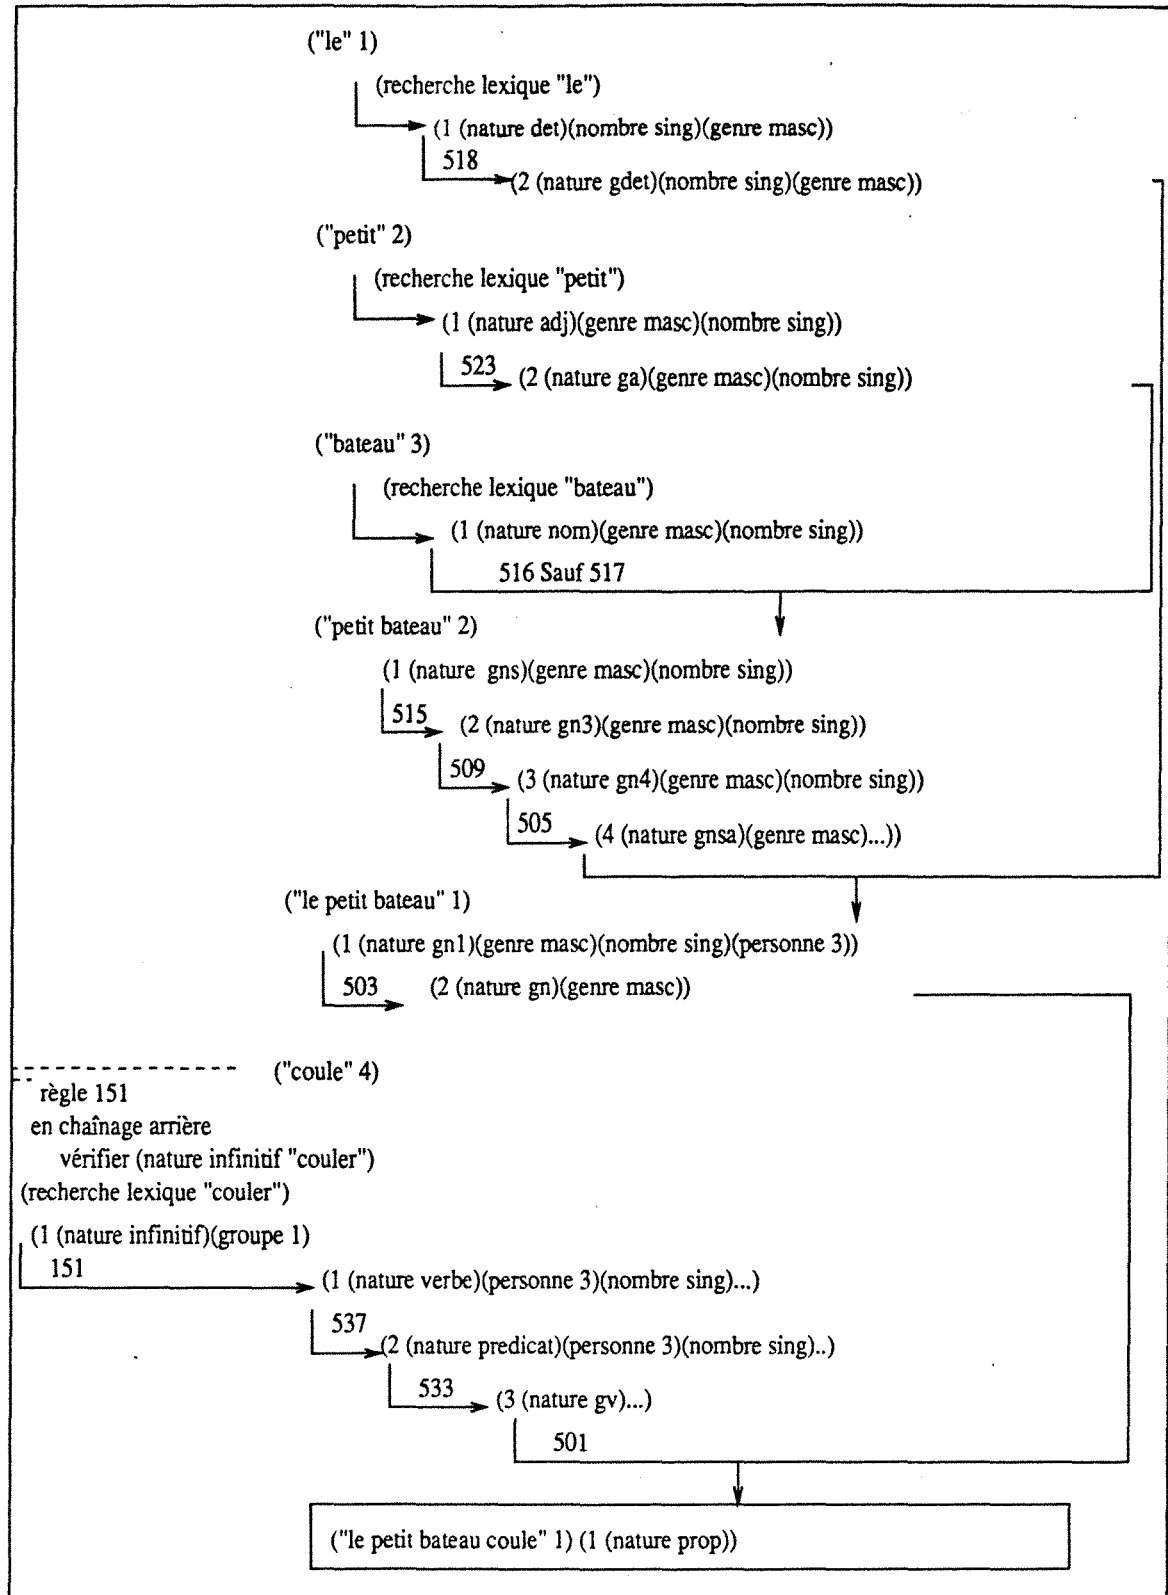 ("le" 1)
(recherche lexique "le")
(1 (nature det)(nombre sing)(genre masc))
518
(2 (nature gdet)(nombre sing)(genre masc))
("petit" 2)
(recherche lexique "petit")
(1 (nature adj)(genre masc)(nombre sing))
523
(2 (nature ga)(genre masc)(nombre sing))
("bateau" 3)
(recherche lexique "bateau")
(1 (nature nom)(genre masc)(nombre sing))
516 Sauf 517
("petit bateau" 2)
(1 (nature gns)(genre masc)(nombre sing))
515
(2 (nature gn3)(genre masc)(nombre sing))
509
(3 (nature gn4)(genre masc)(nombre sing))
505
(4 (nature gnsa)(genre masc)...))
("le petit bateau" 1)
(1 (nature gn1)(genre masc)(nombre sing)(personne 3))
503
(2 (nature gn)(genre masc))
("coule" 4)
règle 151
en chaînage arrière
vérifier (nature infinitif "couler")
(recherche lexique "couler")
(1 (nature infinitif)(groupe 1)
151
(1 (nature verbe)(personne 3)(nombre sing)...)
537
(2 (nature predicat)(personne 3)(nombre sing)..)
533
(3 (nature gv)...)
501
("le petit bateau coule" 1) (1 (nature prop))